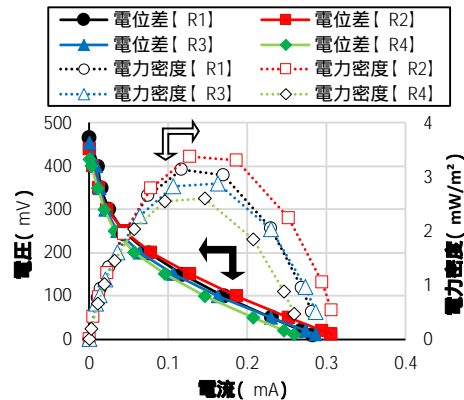 電位差【 R1】 電位差【 R2】
電位差【 R3】 電位差【 R4】
電力密度【 R1】 電力密度【 R2】
電力密度【 R3】 電力密度【 R4】
500 4
400
3
300
2
200
1
100
0 0
0 0.1 0.2 0.3 0.4
電圧( mV)
電力密度( mW/m²)
電流( mA)